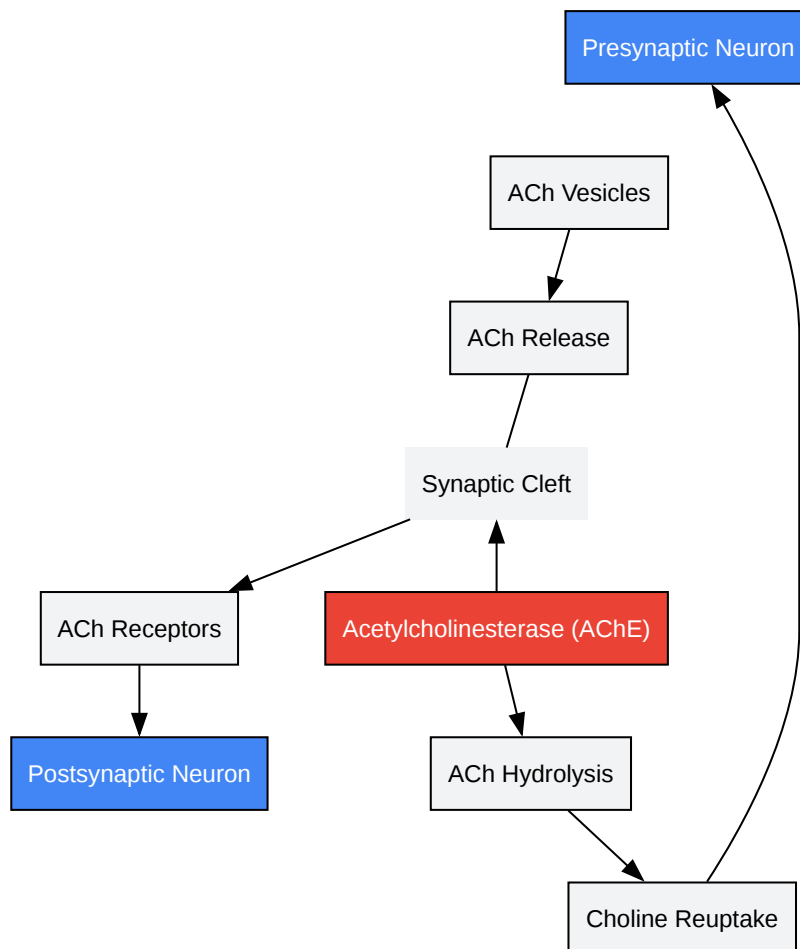 Presynaptic Neuron
ACh Vesicles
ACh Release
Synaptic Cleft
ACh Receptors
Acetylcholinesterase (AChE)
Postsynaptic Neuron
ACh Hydrolysis
Choline Reuptake